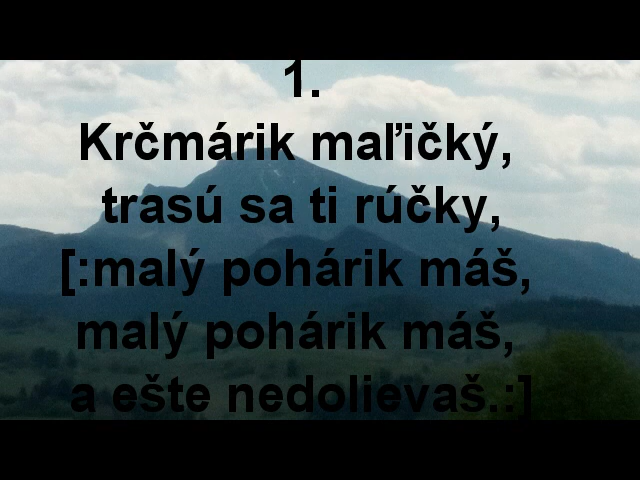 1.
Krčmárik maľičký,
trasú sa ti rúčky,
[:malý pohárik máš,
malý pohárik máš,
a ešte nedolievaš.:]